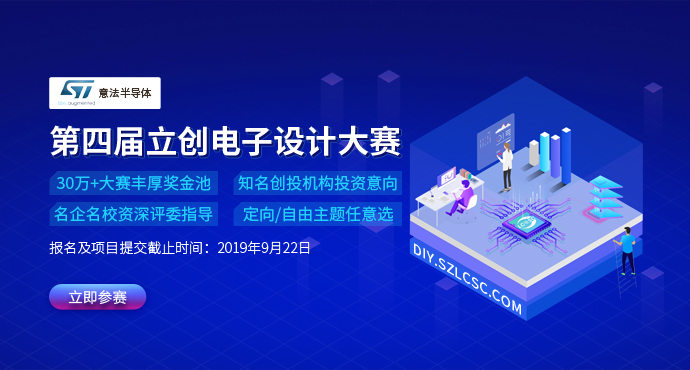 ST
life.augmented
意法半导体
第四届立创电子设计大赛
30万+大赛丰厚奖金池
知名创投机构投资意向
名企名校资深评委指导
定向/自由主题任意选
报名及项目提交截止时间：2019年9月22日
立即参赛
DIY.SZLCSC.COM